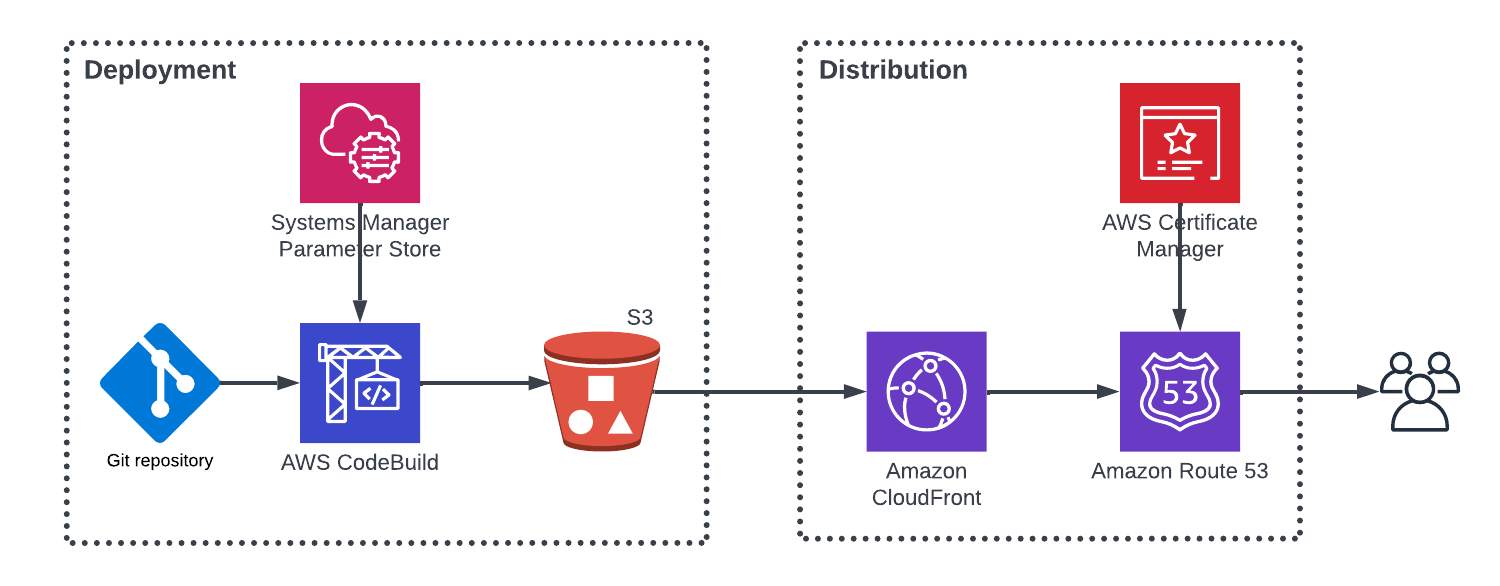 Deployment
Systems Manager
Parameter Store
Git repository
AWS CodeBuild
S3
Distribution
AWS Certificate
Manager
Amazon
CloudFront
53
Amazon Route 53